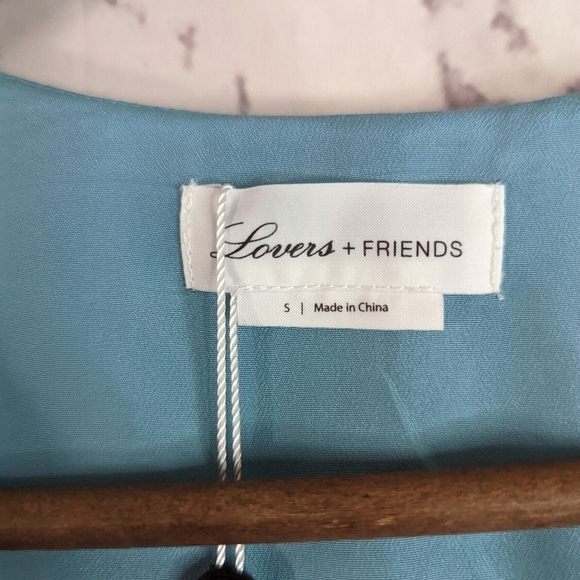 Lovers + FRIENDS
S | Made in China